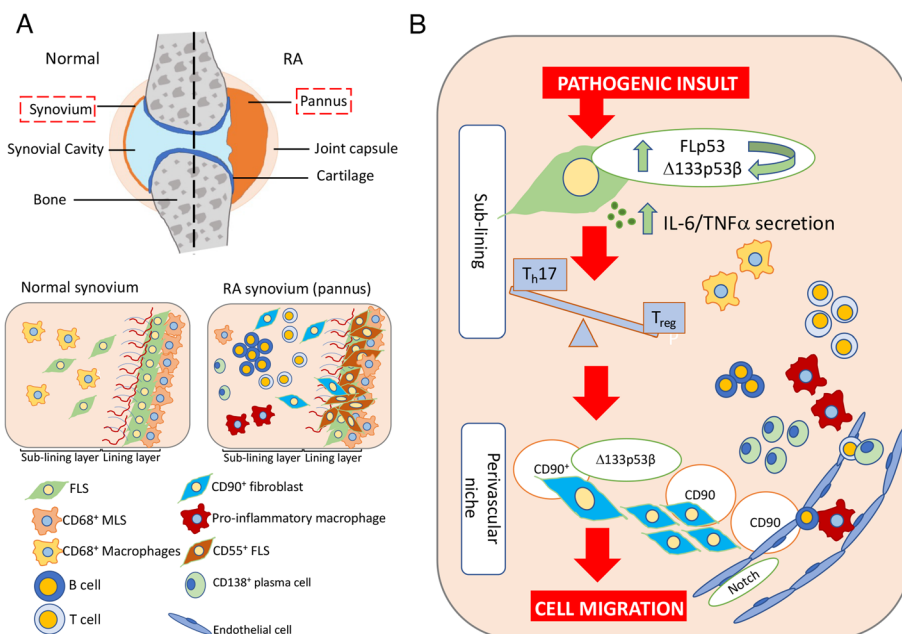 A
Normal
RA
Synovium
Pannus
Synovial Cavity
Joint capsule
Cartilage
Bone
Normal synovium
RA synovium (pannus)
Sub-lining layer
Lining layer
Sub-lining layer
Lining layer
FLS
CD90⁺ fibroblast
CD68⁺ MLS
Pro-inflammatory macrophage
CD68⁺ Macrophages
CD55⁺ FLS
B cell
CD138⁺ plasma cell
T cell
Endothelial cell
B
PATHOGENIC INSULT
Sub-lining
FLp53
Δ133p53β
IL-6/TNFα secretion
Tₕ17
T reg
P
Perivascular
niche
CD90⁺
Δ133p53β
CD90
CD90
Notch
CELL MIGRATION